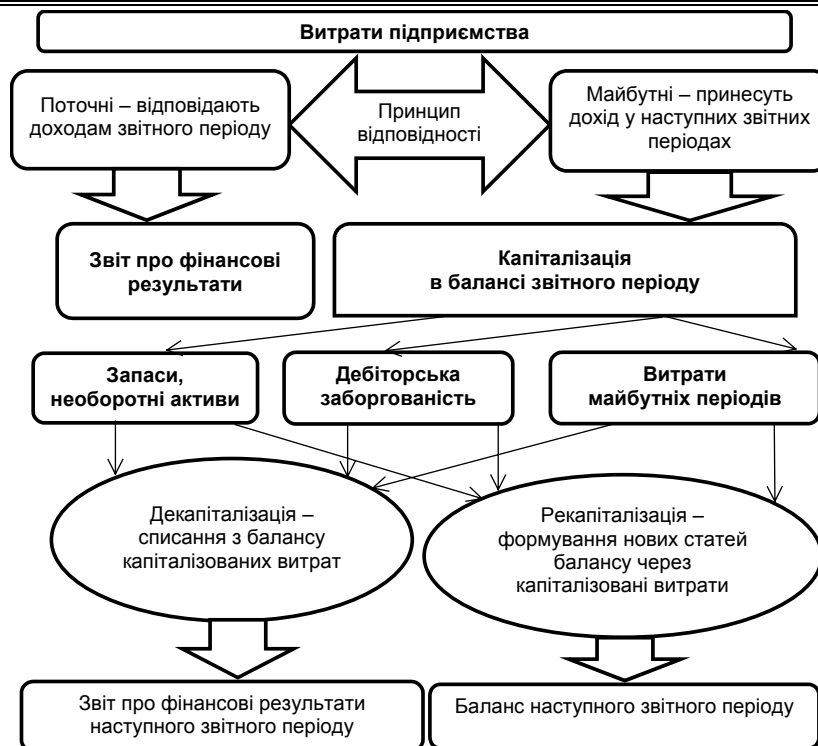 Витрати підприємства
Поточні – відповідають
доходам звітного періоду
Принцип
відповідності
Майбутні – принесуть
дохід у наступних звітних
періодах
Звіт про фінансові
результати
Капіталізація
в балансі звітного періоду
Запаси,
необоротні активи
Дебіторська
заборгованість
Витрати
майбутніх періодів
Декапіталізація –
списання з балансу
капіталізованих витрат
Рекапіталізація –
формування нових статей
балансу через
капіталізовані витрати
Звіт про фінансові результати
наступного звітного періоду
Баланс наступного звітного періоду